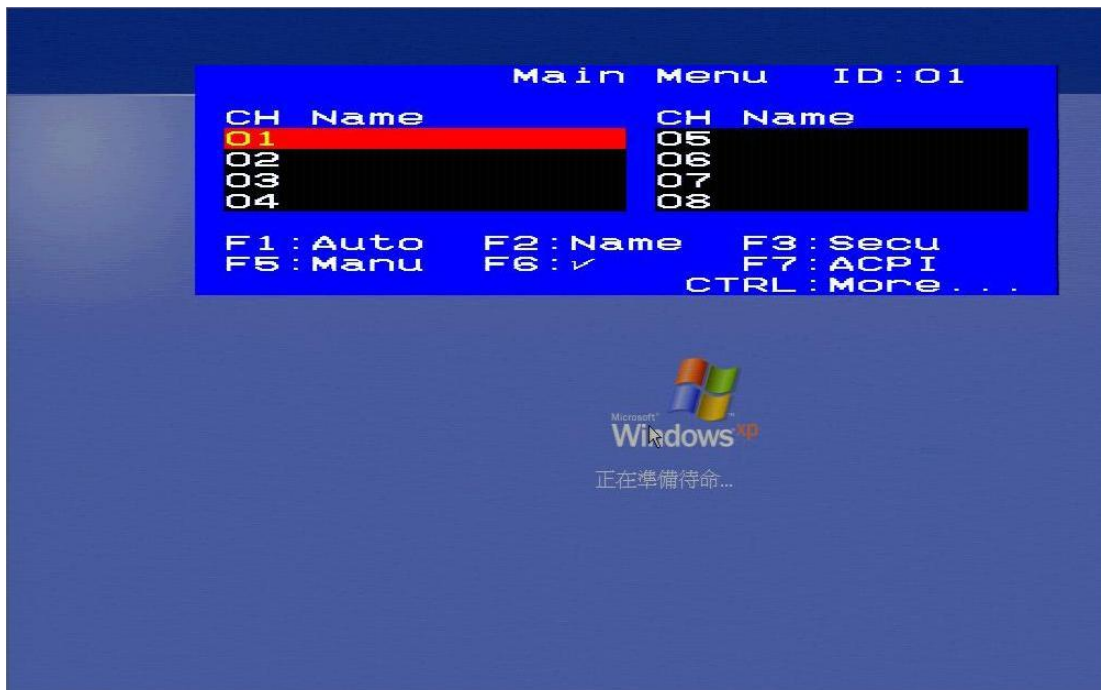 Main Menu ID:01
CH Name CH Name
01 05
02 06
03 07
04 08
F1:Auto F2:Name F3:Secu
F5:Manu F6:✓ F7:ACPI
CTRL:More...
Microsoft
Windows xp
正在準備待命...